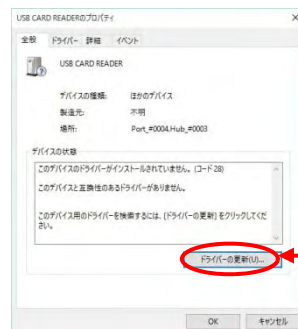 USB CARD READERのプロパティ
全般 ドライバー 詳細 イベント
USB CARD READER
デバイスの種類: ほかのデバイス
製造元: 不明
場所: Port_#0004.Hub_#0003
デバイスの状態
このデバイスのドライバーがインストールされていません。 (コード 28)
このデバイスと互換性のあるドライバーがありません。
このデバイス用のドライバーを検索するには、[ドライバーの更新] をクリックしてくだ
さい。
ドライバーの更新(U)...
OK キャンセル